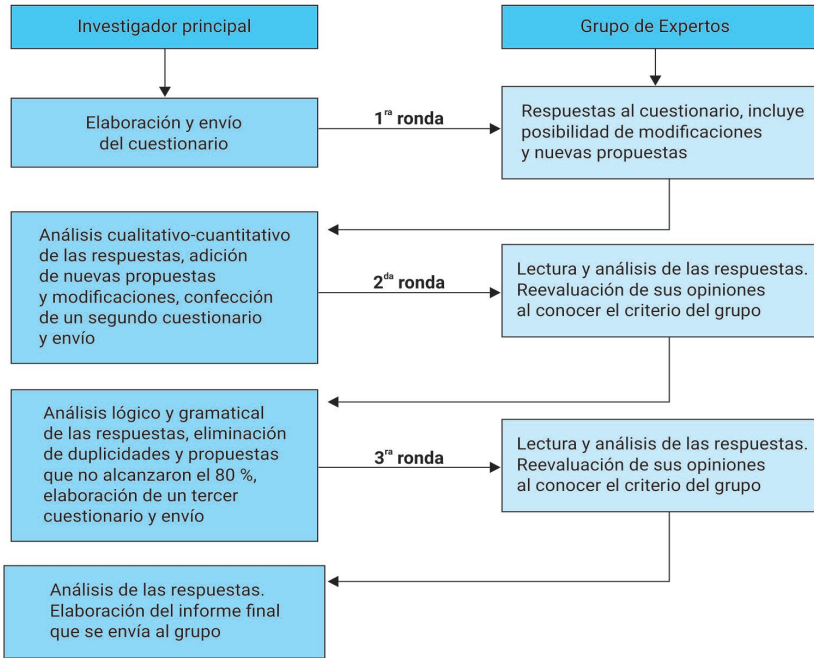 Investigador principal
Grupo de Expertos
Elaboración y envío
del cuestionario
1ra ronda
Respuestas al cuestionario, incluye
posibilidad de modificaciones
y nuevas propuestas
Análisis cualitativo-cuantitativo
de las respuestas, adición
de nuevas propuestas
y modificaciones, confección
de un segundo cuestionario
y envío
2da ronda
Lectura y análisis de las respuestas.
Reevaluación de sus opiniones
al conocer el criterio del grupo
Análisis lógico y gramatical
de las respuestas, eliminación
de duplicidades y propuestas
que no alcanzaron el 80 %,
elaboración de un tercer
cuestionario y envío
3ra ronda
Lectura y análisis de las respuestas.
Reevaluación de sus opiniones
al conocer el criterio del grupo
Análisis de las respuestas.
Elaboración del informe final
que se envía al grupo